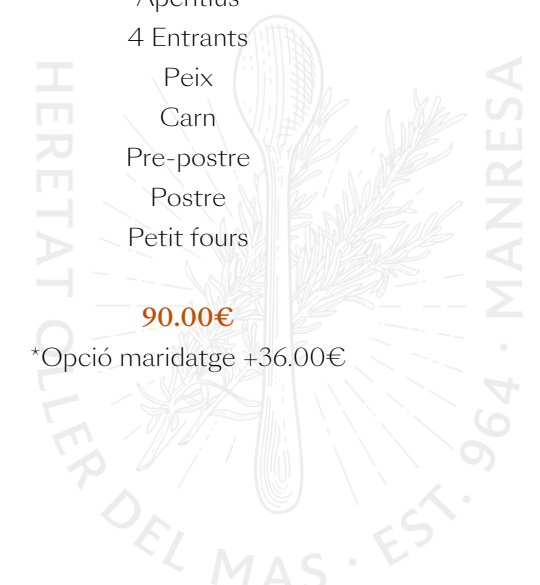 Aperitius
4 Entrants
Peix
Carn
Pre-postre
Postre
Petit fours
90.00€
*Opció maridatge +36.00€
HERETAT OLLER DEL MAS · EST. 964 · MANRESA